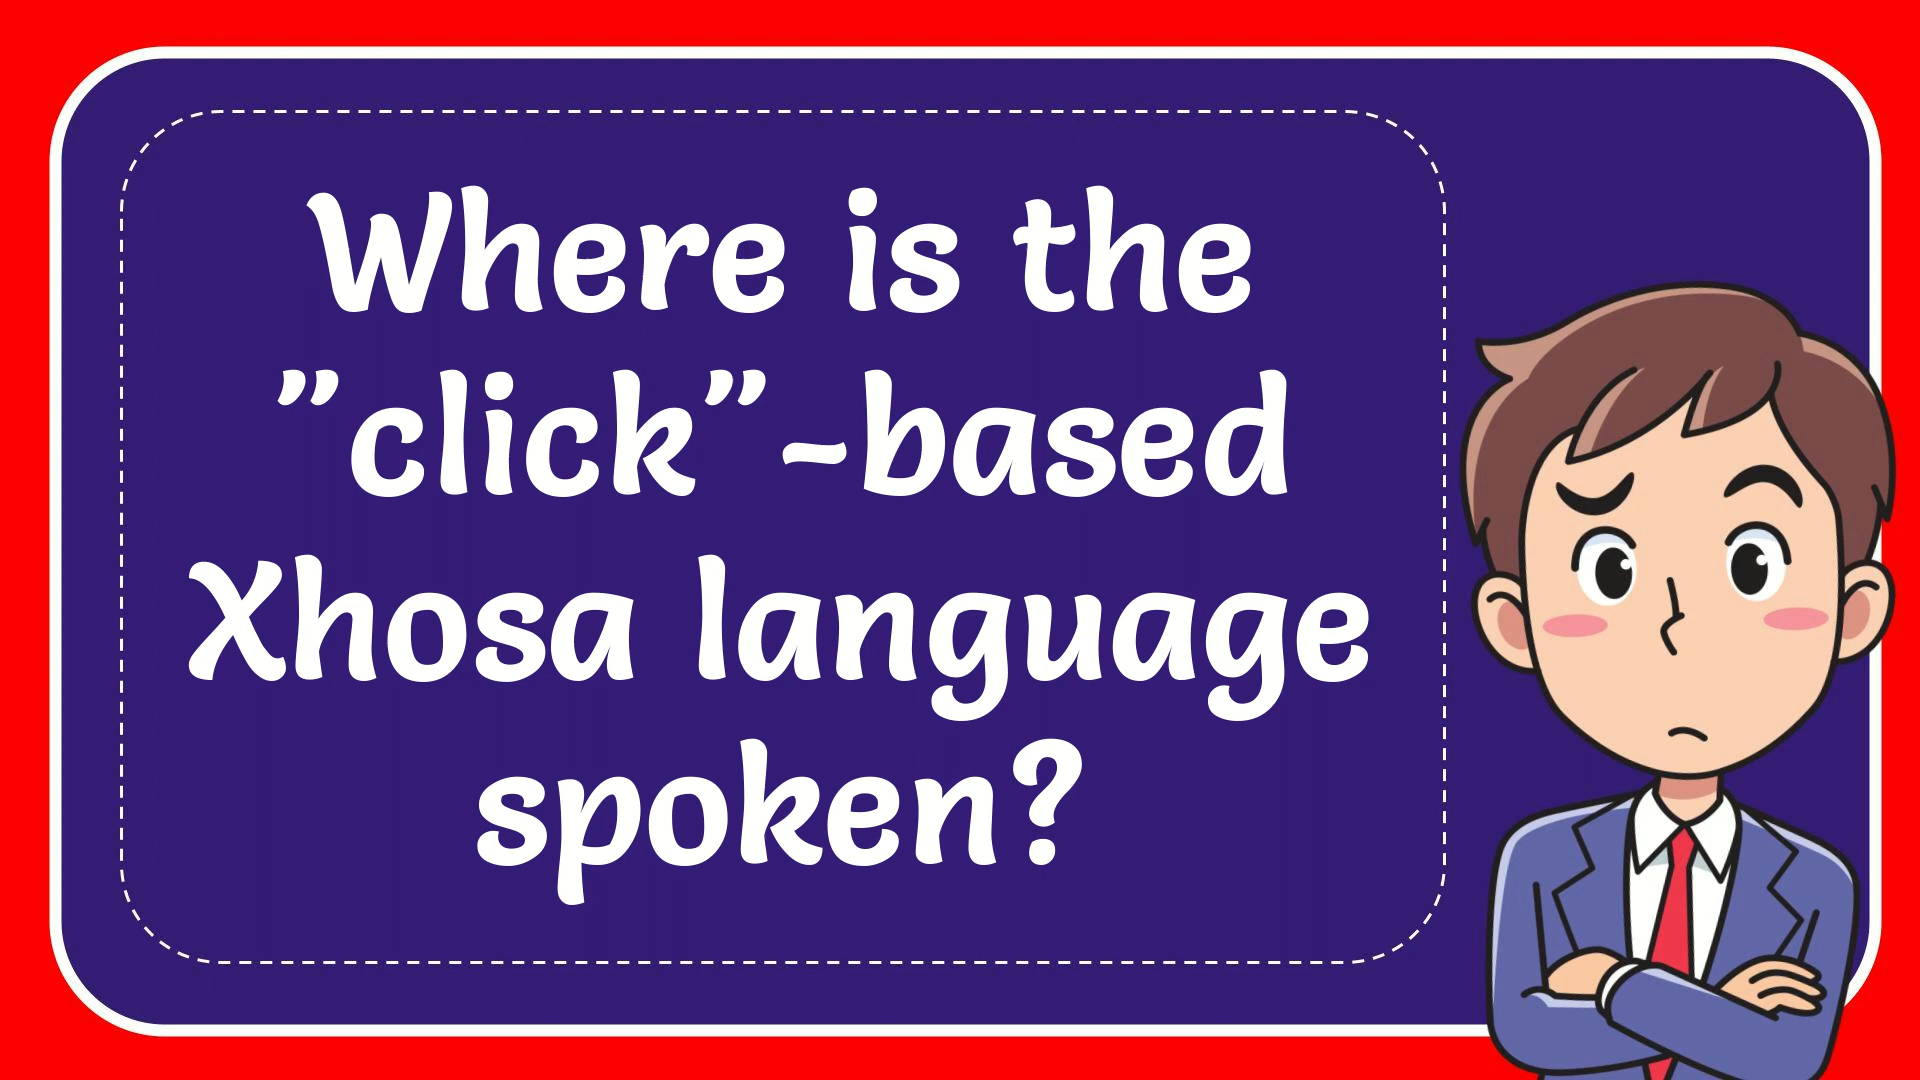 Where is the
”click”-based
Xhosa language
spoken?